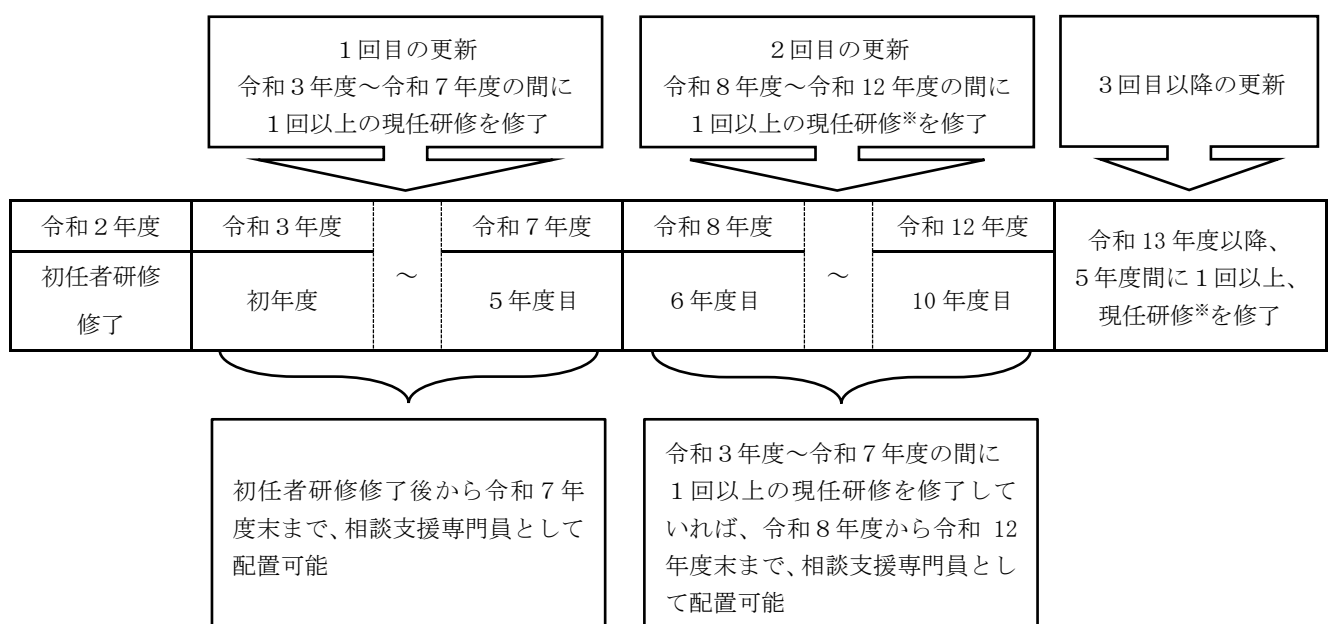 1回目の更新
令和3年度~令和7年度の間に
1回以上の現任研修を修了
2回目の更新
令和8年度~令和 12 年度の間に
1回以上の現任研修※を修了
3回目以降の更新
令和2年度
令和3年度
令和7年度
令和8年度
令和 12 年度
令和 13 年度以降、
5年度間に1回以上、
現任研修※を修了
初任者研修
修了
初年度
~
5年度目
6年度目
~
10 年度目
初任者研修修了後から令和7年
度末まで、相談支援専門員として
配置可能
令和3年度~令和7年度の間に
1回以上の現任研修を修了して
いれば、令和8年度から令和 12
年度末まで、相談支援専門員とし
て配置可能